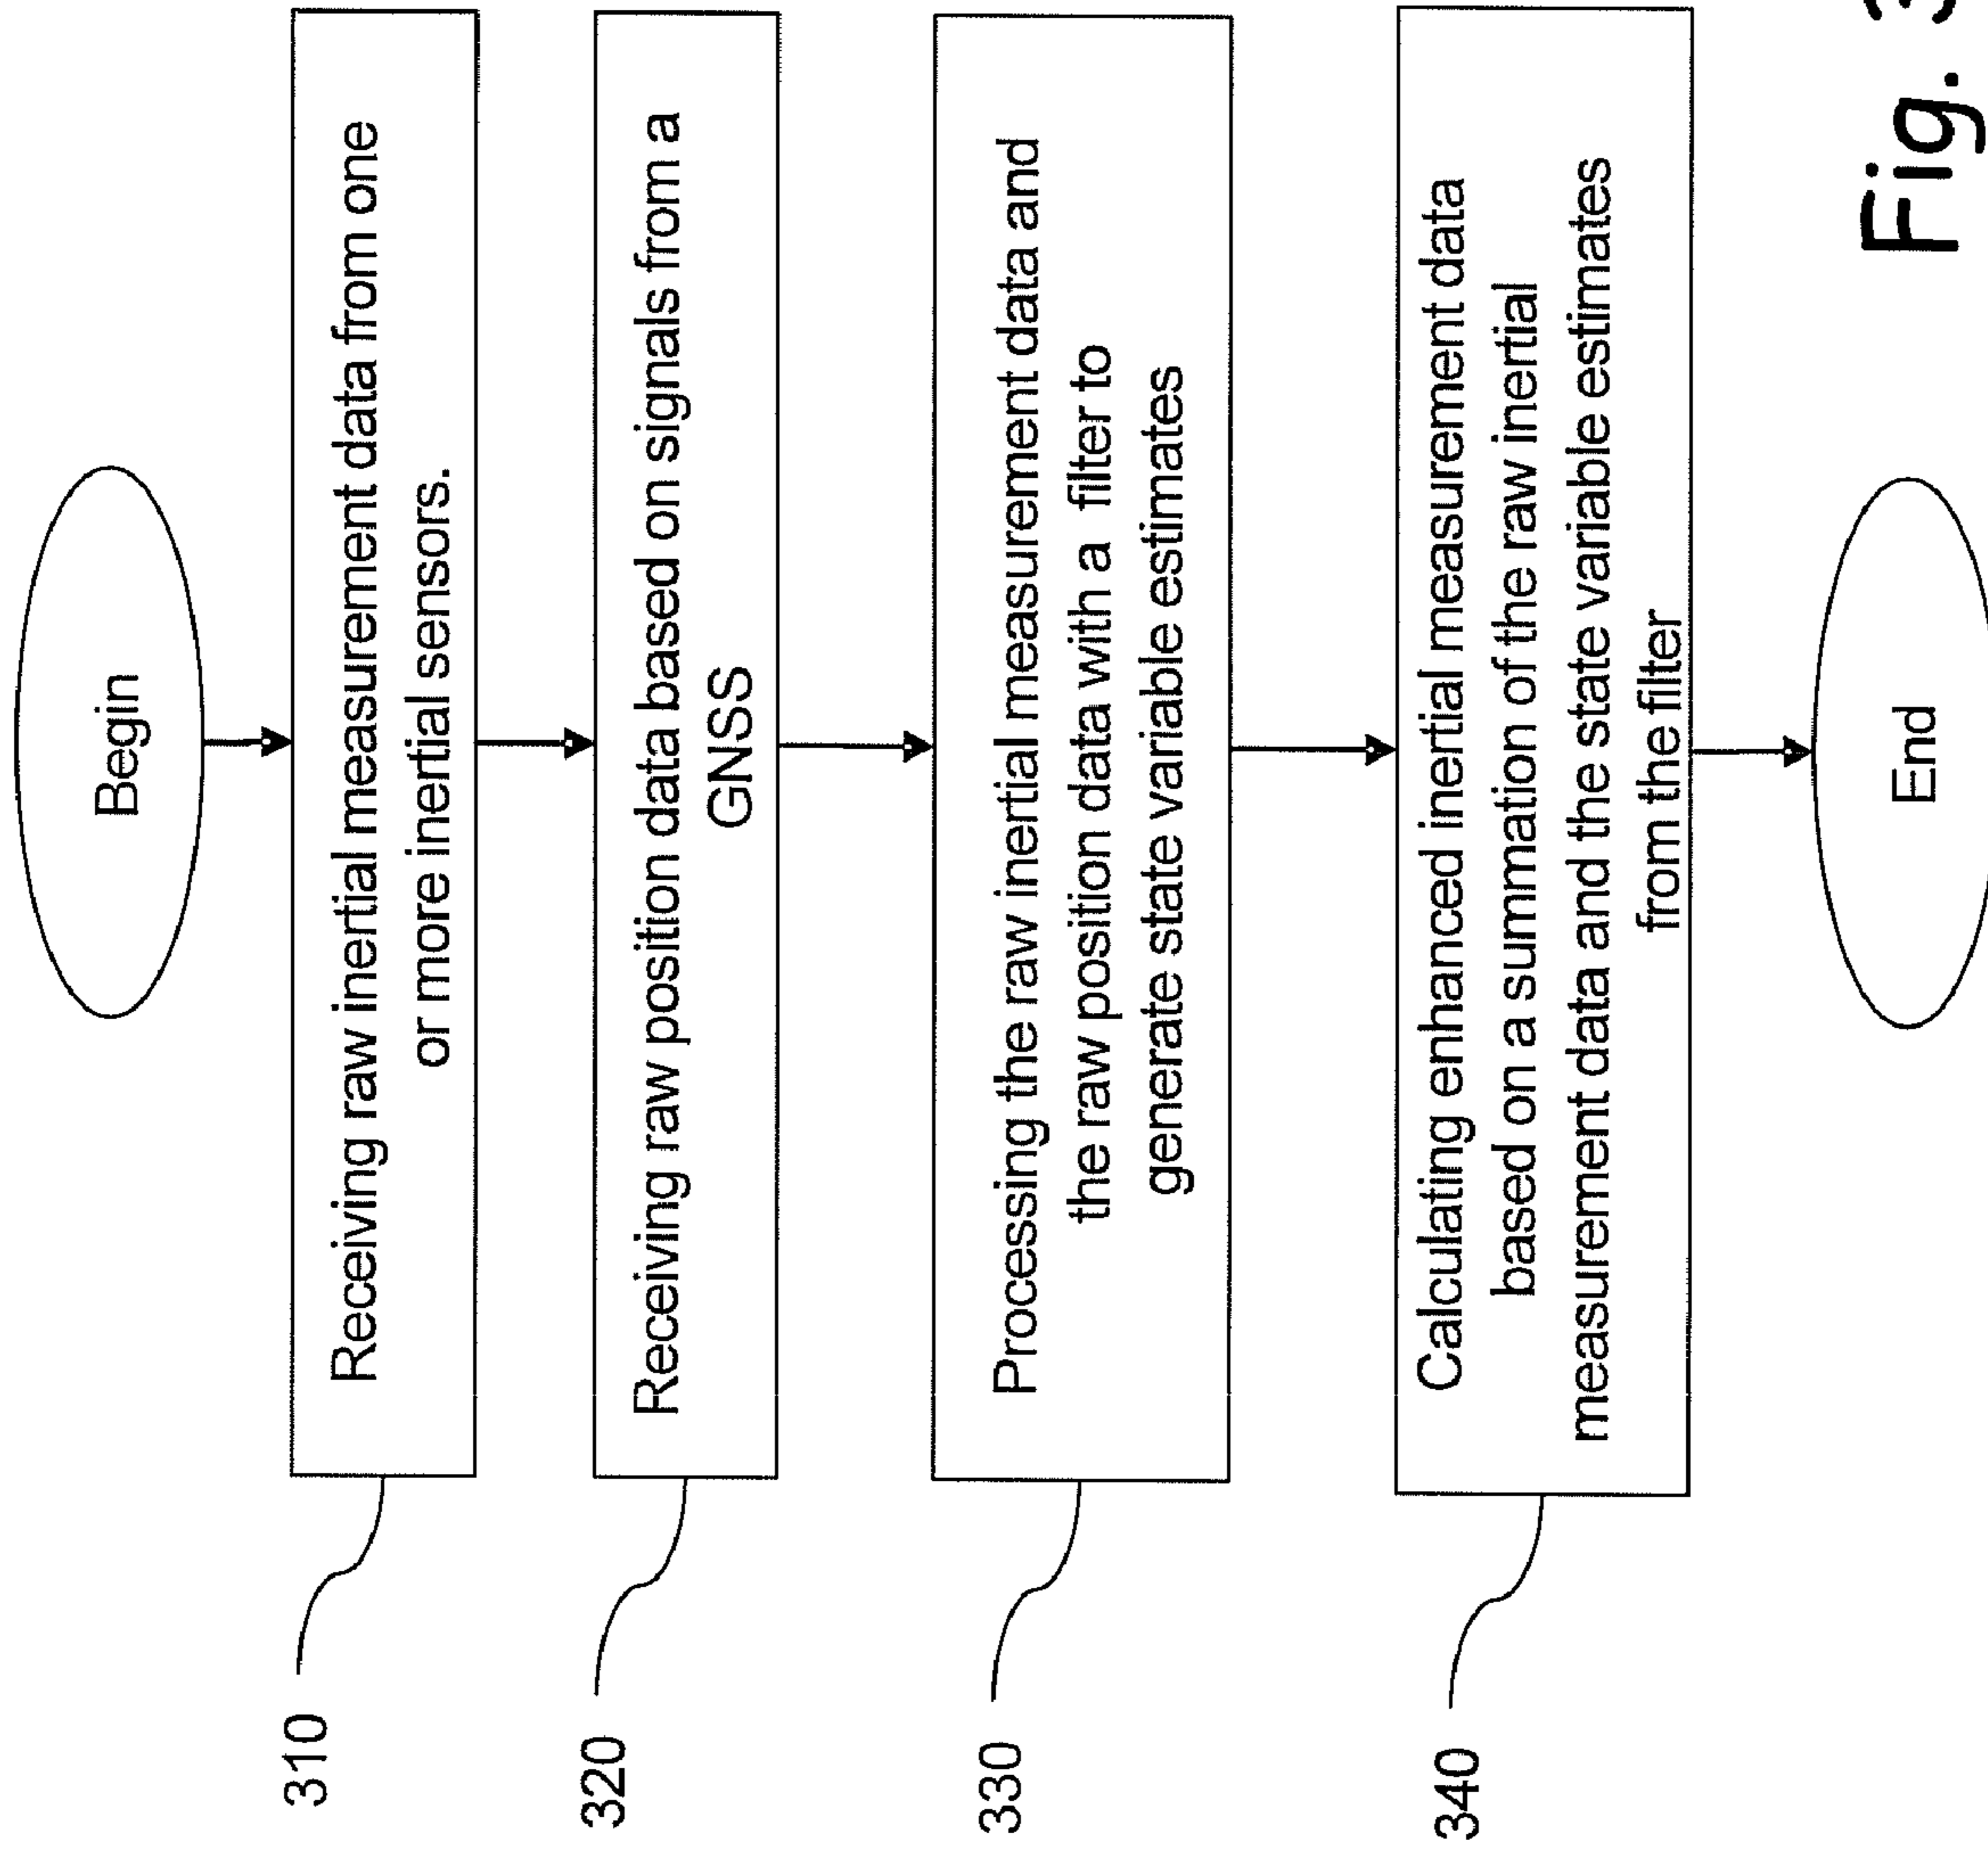 Begin
310
Receiving raw inertial measurement data from one
or more inertial sensors.
320
Receiving raw position data based on signals from a
GNSS
330
Processing the raw inertial measurement data and
the raw position data with a filter to
generate state variable estimates
340
Calculating enhanced inertial measurement data
based on a summation of the raw inertial
measurement data and the state variable estimates
from the filter
End
Fig. 3